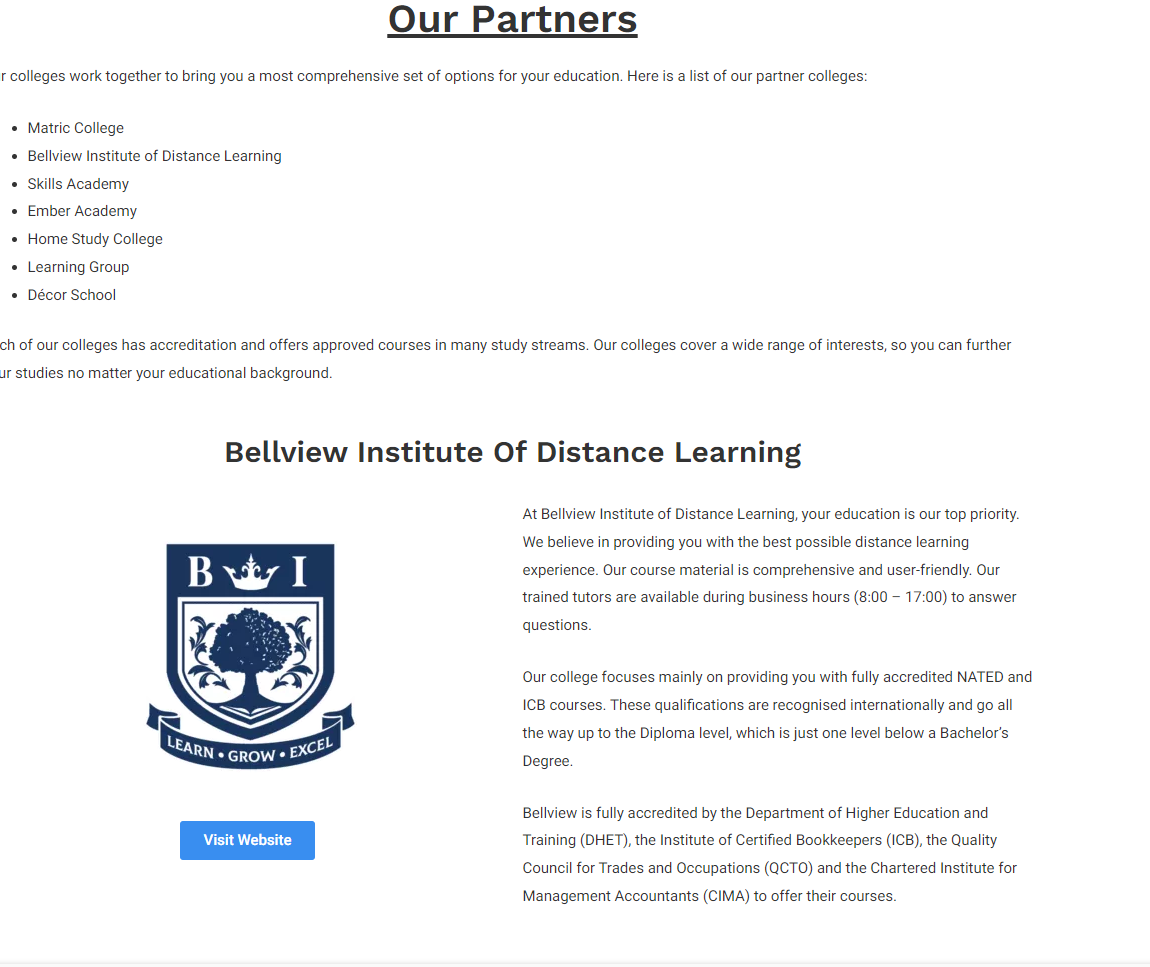 Our Partners
r colleges work together to bring you a most comprehensive set of options for your education. Here is a list of our partner colleges:
• Matric College
• Bellview Institute of Distance Learning
• Skills Academy
• Ember Academy
• Home Study College
• Learning Group
• Décor School
ch of our colleges has accreditation and offers approved courses in many study streams. Our colleges cover a wide range of interests, so you can further
ur studies no matter your educational background.
Bellview Institute Of Distance Learning
B I
LEARN • GROW • EXCEL
Visit Website
At Bellview Institute of Distance Learning, your education is our top priority.
We believe in providing you with the best possible distance learning
experience. Our course material is comprehensive and user-friendly. Our
trained tutors are available during business hours (8:00 – 17:00) to answer
questions.
Our college focuses mainly on providing you with fully accredited NATED and
ICB courses. These qualifications are recognised internationally and go all
the way up to the Diploma level, which is just one level below a Bachelor’s
Degree.
Bellview is fully accredited by the Department of Higher Education and
Training (DHET), the Institute of Certified Bookkeepers (ICB), the Quality
Council for Trades and Occupations (QCTO) and the Chartered Institute for
Management Accountants (CIMA) to offer their courses.